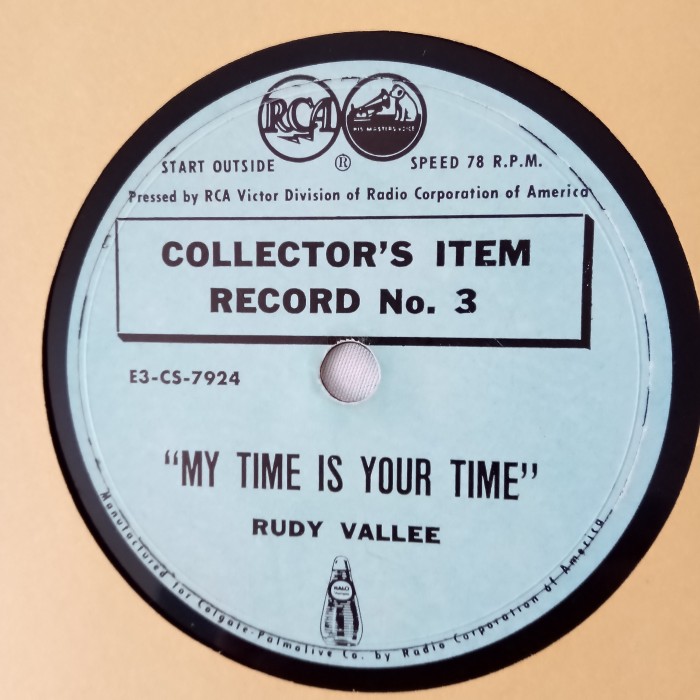 RCA
HIS MASTERS VOICE
START OUTSIDE ® SPEED 78 R.P.M.
Pressed by RCA Victor Division of Radio Corporation of America
COLLECTOR'S ITEM
RECORD No. 3
E3-CS-7924
"MY TIME IS YOUR TIME"
RUDY VALLEE
HALO
Manufactured for Colgate-Palmolive Co. by Radio Corporation of America